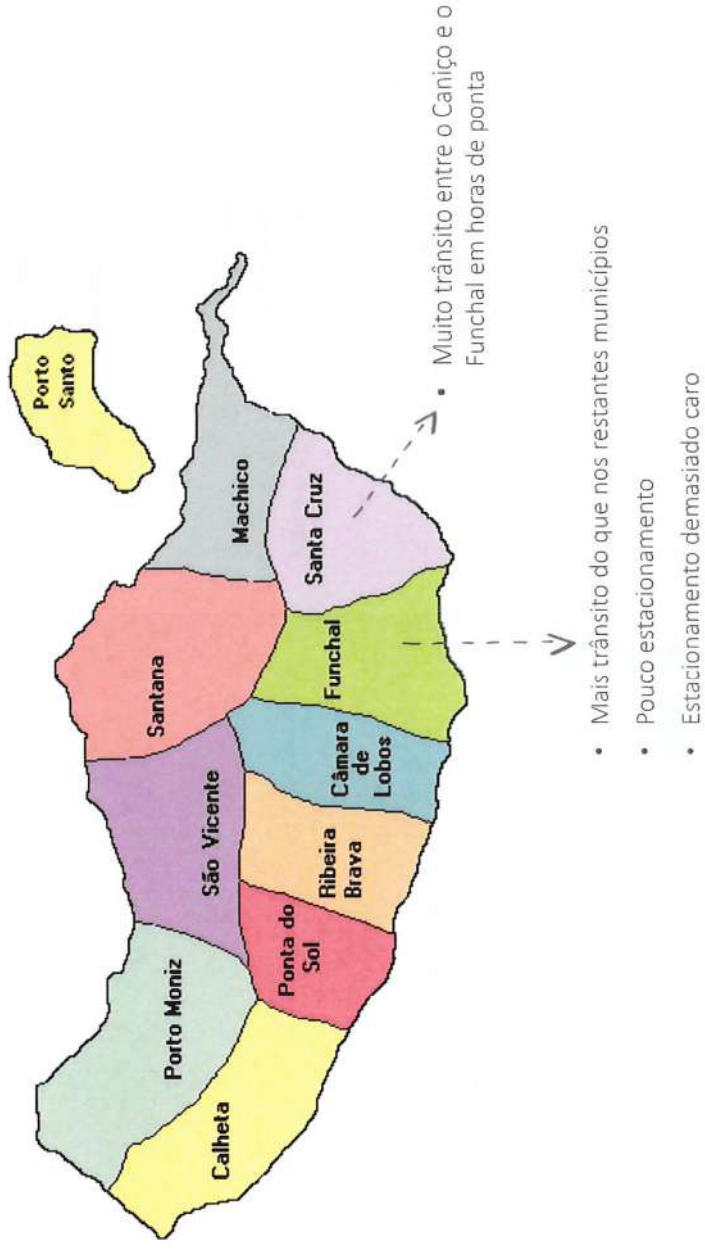 Porto
Santo
Machico
Santana
Santa Cruz
São Vicente
Funchal
Câmara
de
Lobos
Porto Moniz
Ribeira
Brava
Ponta do
Sol
Calheta
• Muito trânsito entre o Caniço e o
Funchal em horas de ponta
• Mais trânsito do que nos restantes municípios
• Pouco estacionamento
• Estacionamento demasiado caro